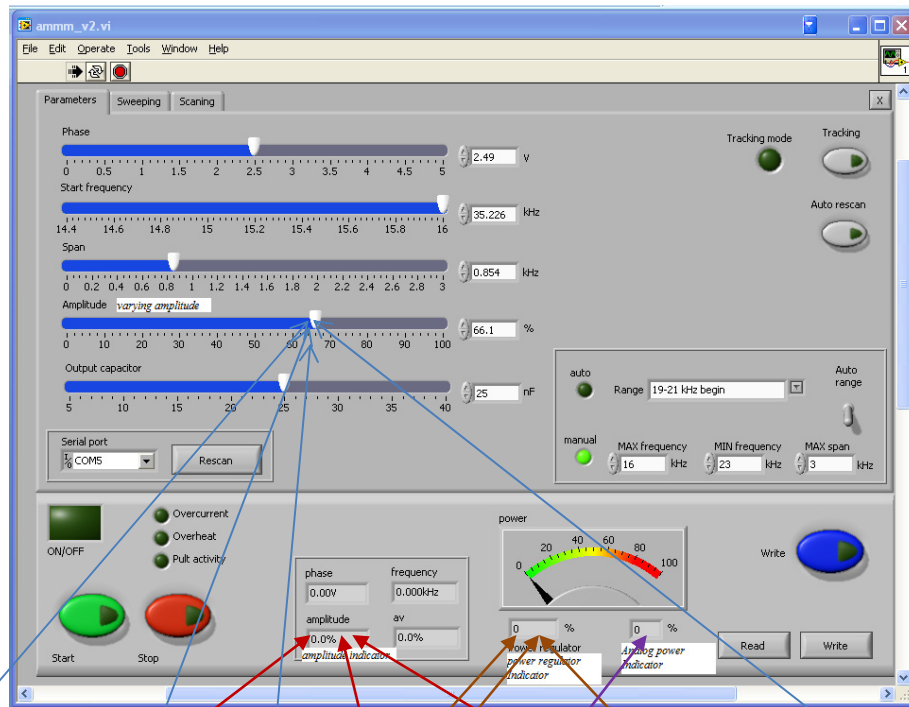 ammm_v2.vi
File Edit Operate Tools Window Help
1
Parameters Sweeping Scaning X
Phase
0 0.5 1 1.5 2 2.5 3 3.5 4 4.5 5
2.49 V
Tracking mode Tracking
Start frequency
14.4 14.6 14.8 15 15.2 15.4 15.6 15.8 16
35.226 kHz
Auto rescan
Span
0 0.2 0.4 0.6 0.8 1 1.2 1.4 1.6 1.8 2 2.2 2.4 2.6 2.8 3
0.854 kHz
Amplitude varying amplitude
0 10 20 30 40 50 60 70 80 90 100
66.1 %
Output capacitor
5 10 15 20 25 30 35 40
25 nF
auto Range 19-21 kHz begin Auto range
manual
MAX frequency MIN frequency MAX span
16 kHz 23 kHz 3 kHz
Serial port
COM5 Rescan
ON/OFF
Overcurrent
Overheat
Pult activity
Start Stop
phase frequency
0.00V 0.000kHz
amplitude av
0.0% 0.0%
amplitude indicator
power
0 20 40 60 80 100
0 % 0 %
Power regulator
power regulator Indicator
Analog power Indicator
Write
Read Write